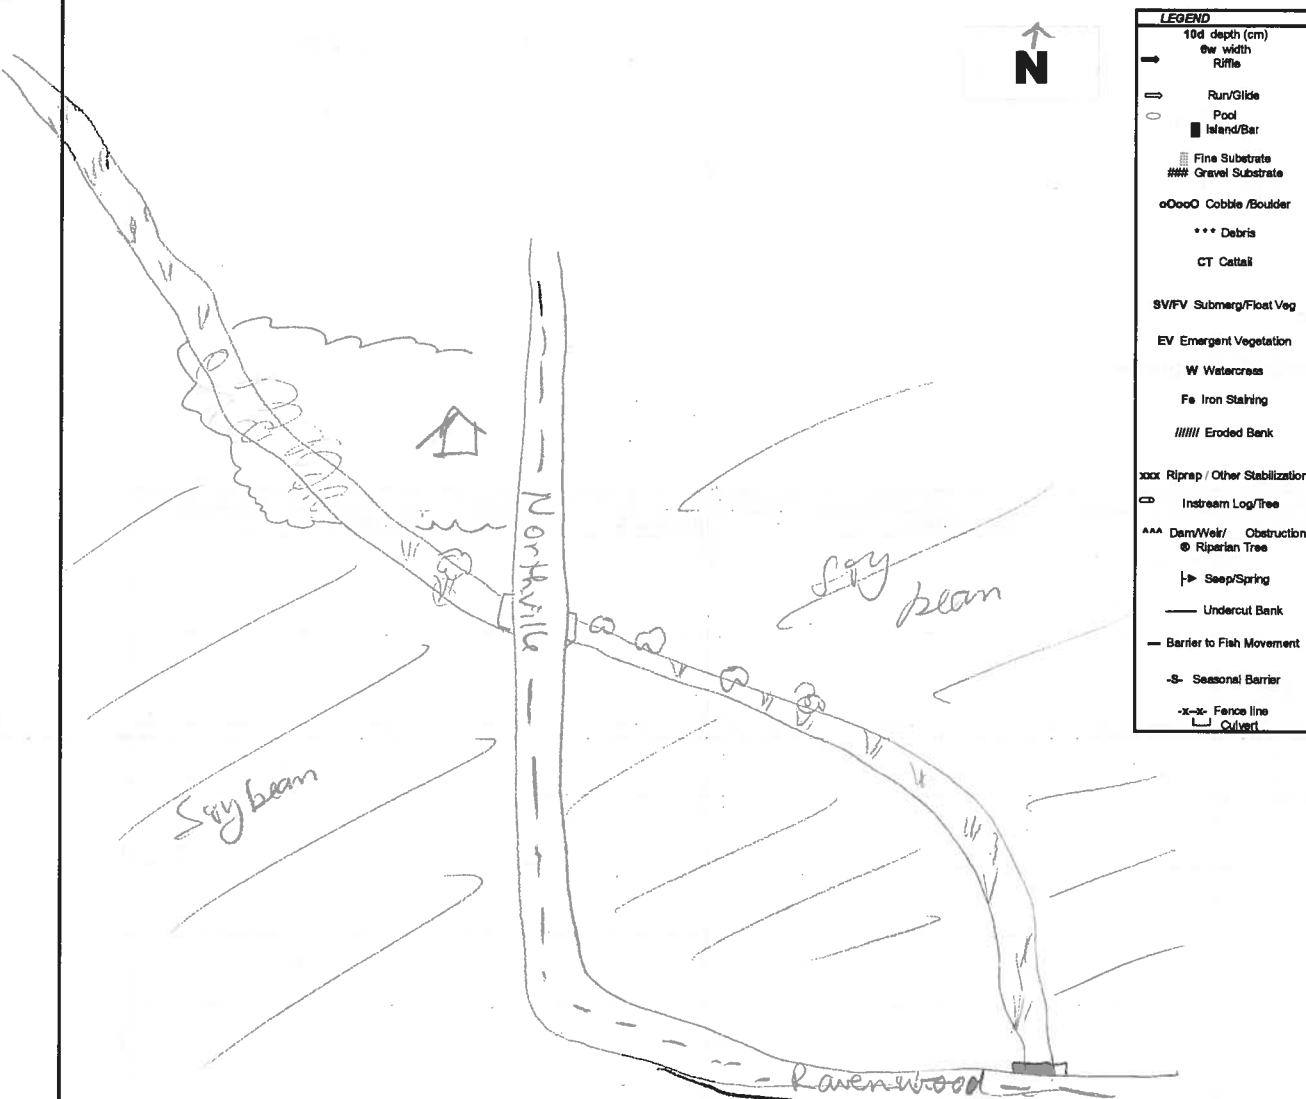 N
LEGEND
10d depth (cm)
6w width
Riffle
Run/Glide
Pool
Island/Bar
Fine Substrate
### Gravel Substrate
oOooO Cobble /Boulder
*** Debris
CT Cattail
SV/FV Submerg/Float Veg
EV Emergent Vegetation
W Watercress
Fe Iron Staining
/////// Eroded Bank
xxx Riprap / Other Stabilization
Instream Log/Tree
^^^ Dam/Weir/ Obstruction
Riparian Tree
Seep/Spring
Undercut Bank
Barrier to Fish Movement
-S- Seasonal Barrier
-x-x- Fence line
Culvert
Northville
Soy bean
Soybean
Ravenwood